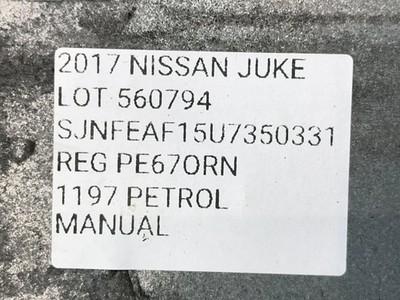 2017 NISSAN JUKE
LOT 560794
SJNFEAF15U7350331
REG PE67ORN
1197 PETROL
MANUAL